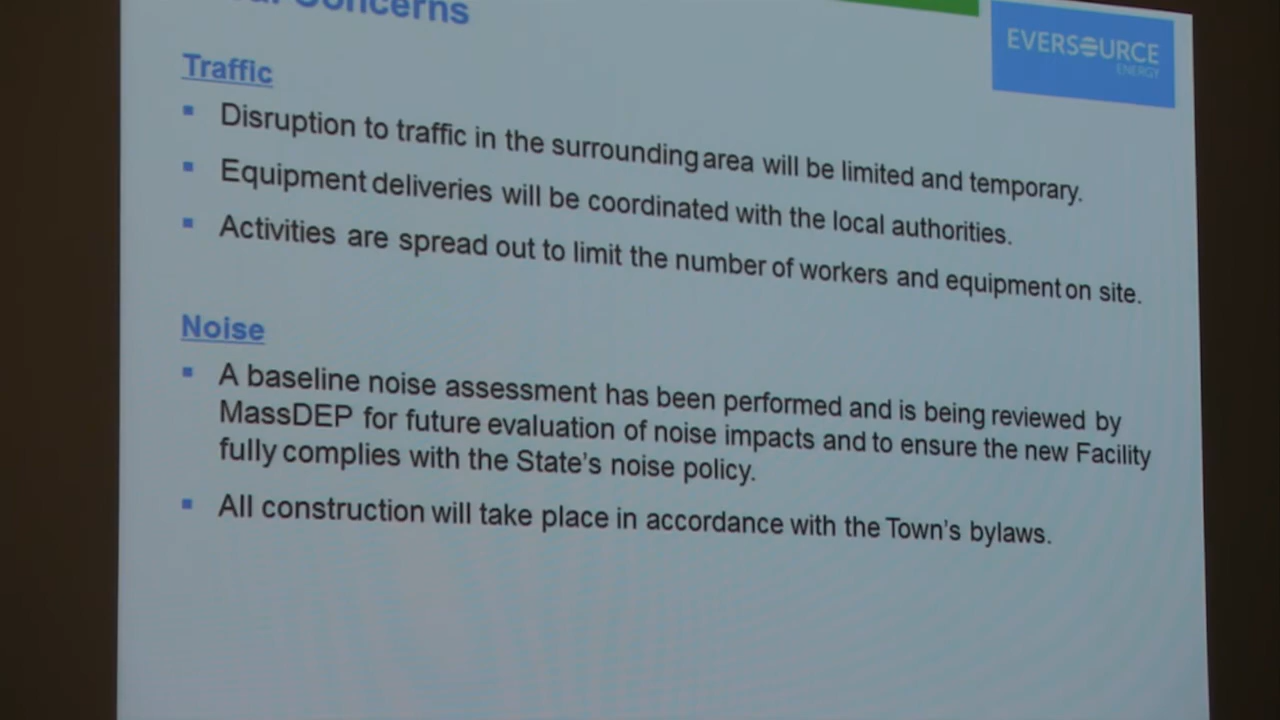 Concerns
EVERSOURCE
ENERGY
Traffic
Disruption to traffic in the surrounding area will be limited and temporary.
Equipment deliveries will be coordinated with the local authorities.
Activities are spread out to limit the number of workers and equipment on site.
Noise
A baseline noise assessment has been performed and is being reviewed by
MassDEP for future evaluation of noise impacts and to ensure the new Facility
fully complies with the State's noise policy.
All construction will take place in accordance with the Town's bylaws.